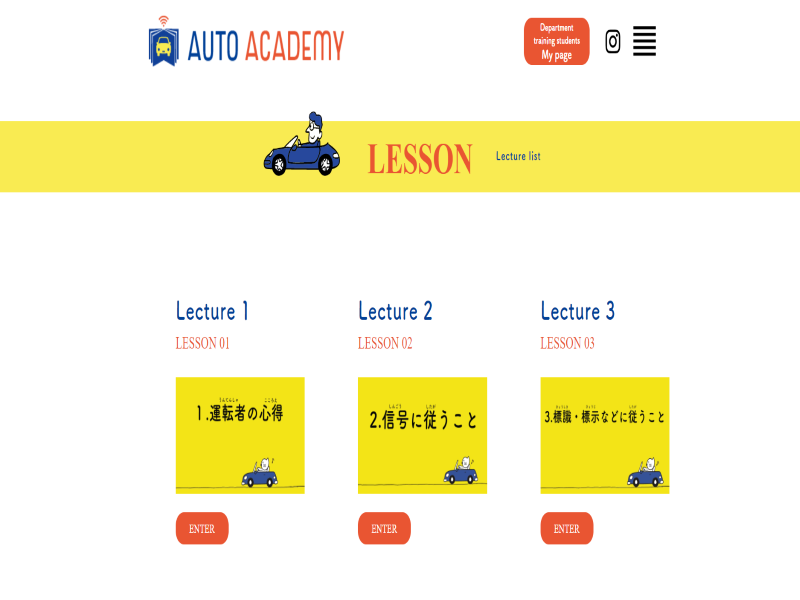 AUTO ACADEMY
Department
training students
My page
LESSON
Lecture list
Lecture 1
LESSON 01
Lecture 2
LESSON 02
Lecture 3
LESSON 03
1.運転者の心得
2.信号に従うこと
3.標識・標示などに従うこと
ENTER
ENTER
ENTER